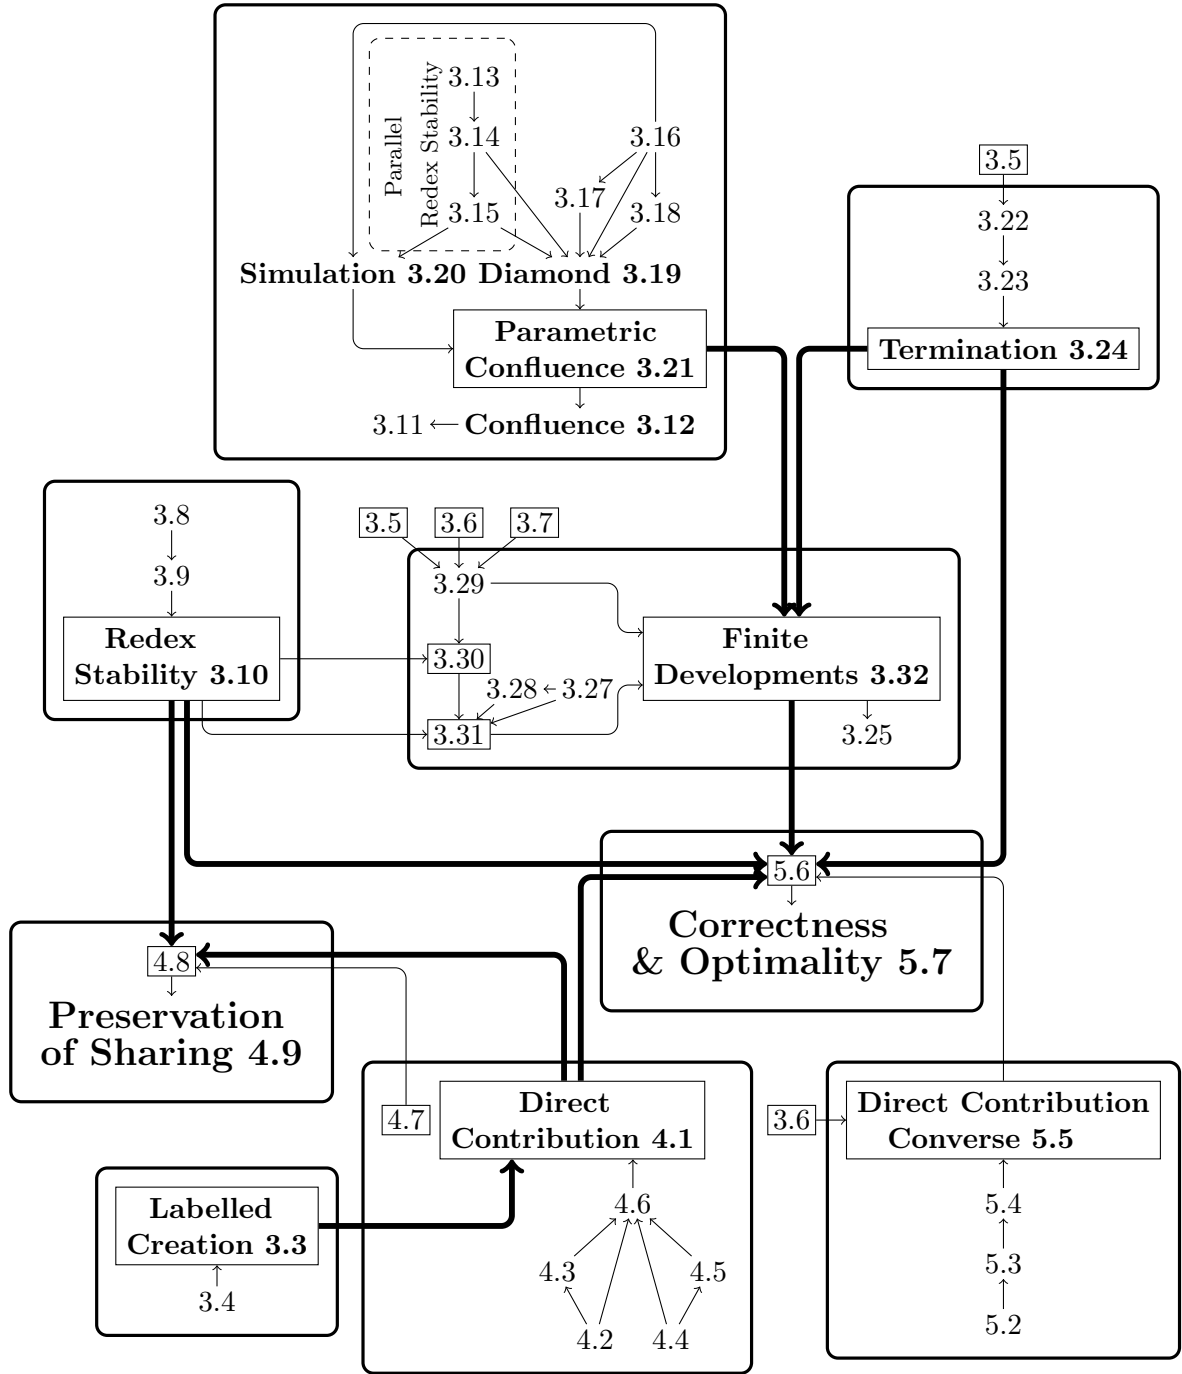 3.13
Parallel
Redex Stability
3.14
3.16
3.5
3.17
3.15
3.18
3.22
Simulation 3.20 Diamond 3.19
3.23
Parametric
Confluence 3.21
Termination 3.24
3.11
Confluence 3.12
3.8
3.5
3.6
3.7
3.9
3.29
Redex
Stability 3.10
3.30
Finite
Developments 3.32
3.28
3.27
3.31
3.25
5.6
Correctness
& Optimality 5.7
4.8
Preservation
of Sharing 4.9
4.7
Direct
Contribution 4.1
3.6
Direct Contribution
Converse 5.5
Labelled
Creation 3.3
4.6
5.4
4.3
4.5
5.3
3.4
4.2
4.4
5.2